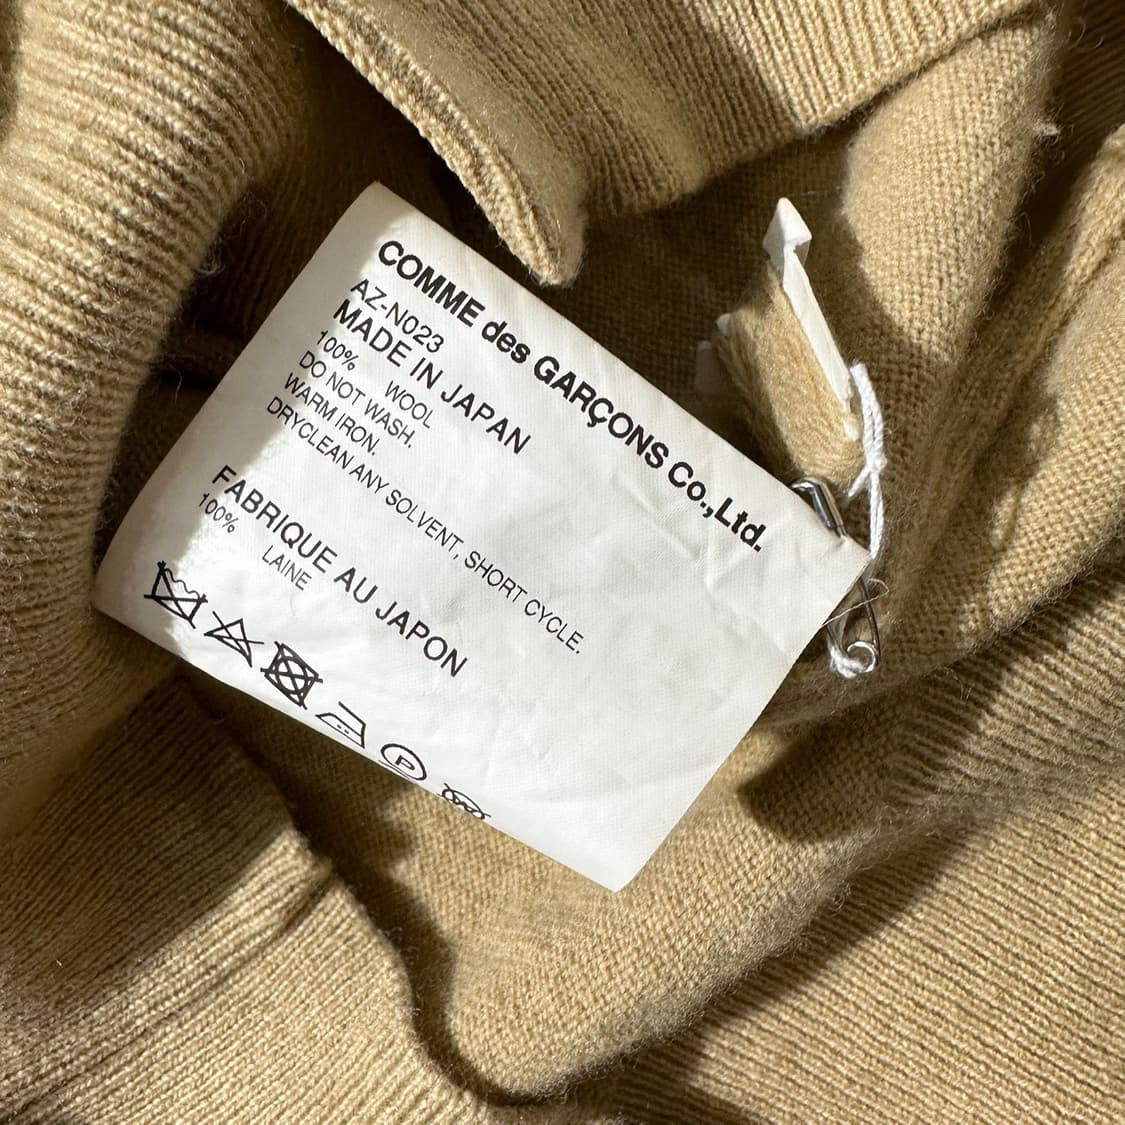 COMME des GARÇONS Co.,Ltd.
AZ-N023
MADE IN JAPAN
100% WOOL
DO NOT WASH.
WARM IRON.
DRYCLEAN ANY SOLVENT, SHORT CYCLE.
FABRIQUE AU JAPON
100% LAINE
P
W